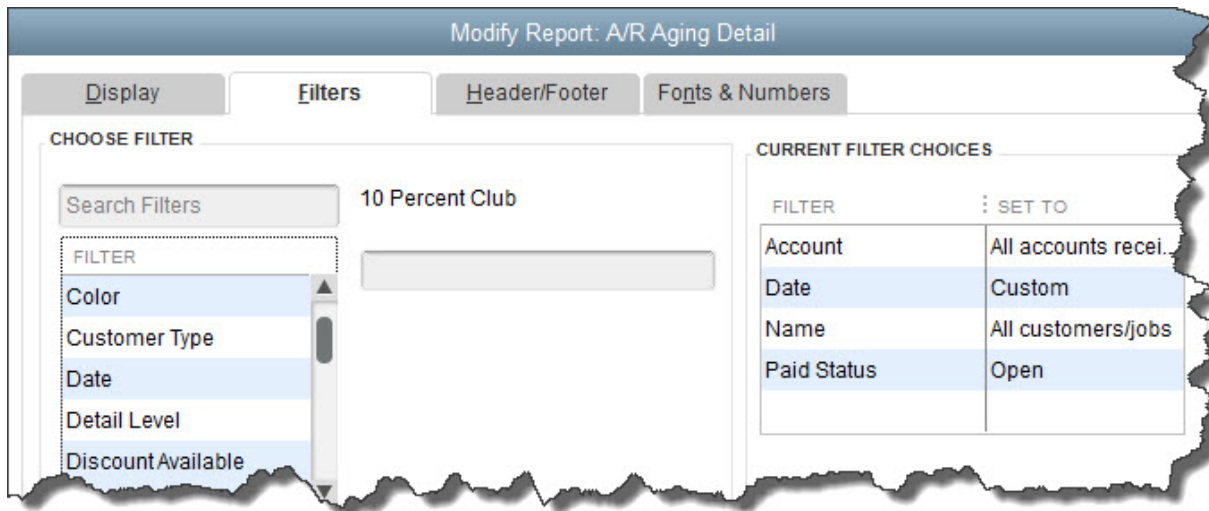 Modify Report: A/R Aging Detail
Display Filters Header/Footer Fonts & Numbers
CHOOSE FILTER
Search Filters
10 Percent Club
FILTER
Color
Customer Type
Date
Detail Level
Discount Available
CURRENT FILTER CHOICES
FILTER SET TO
Account All accounts recei..
Date Custom
Name All customers/jobs
Paid Status Open